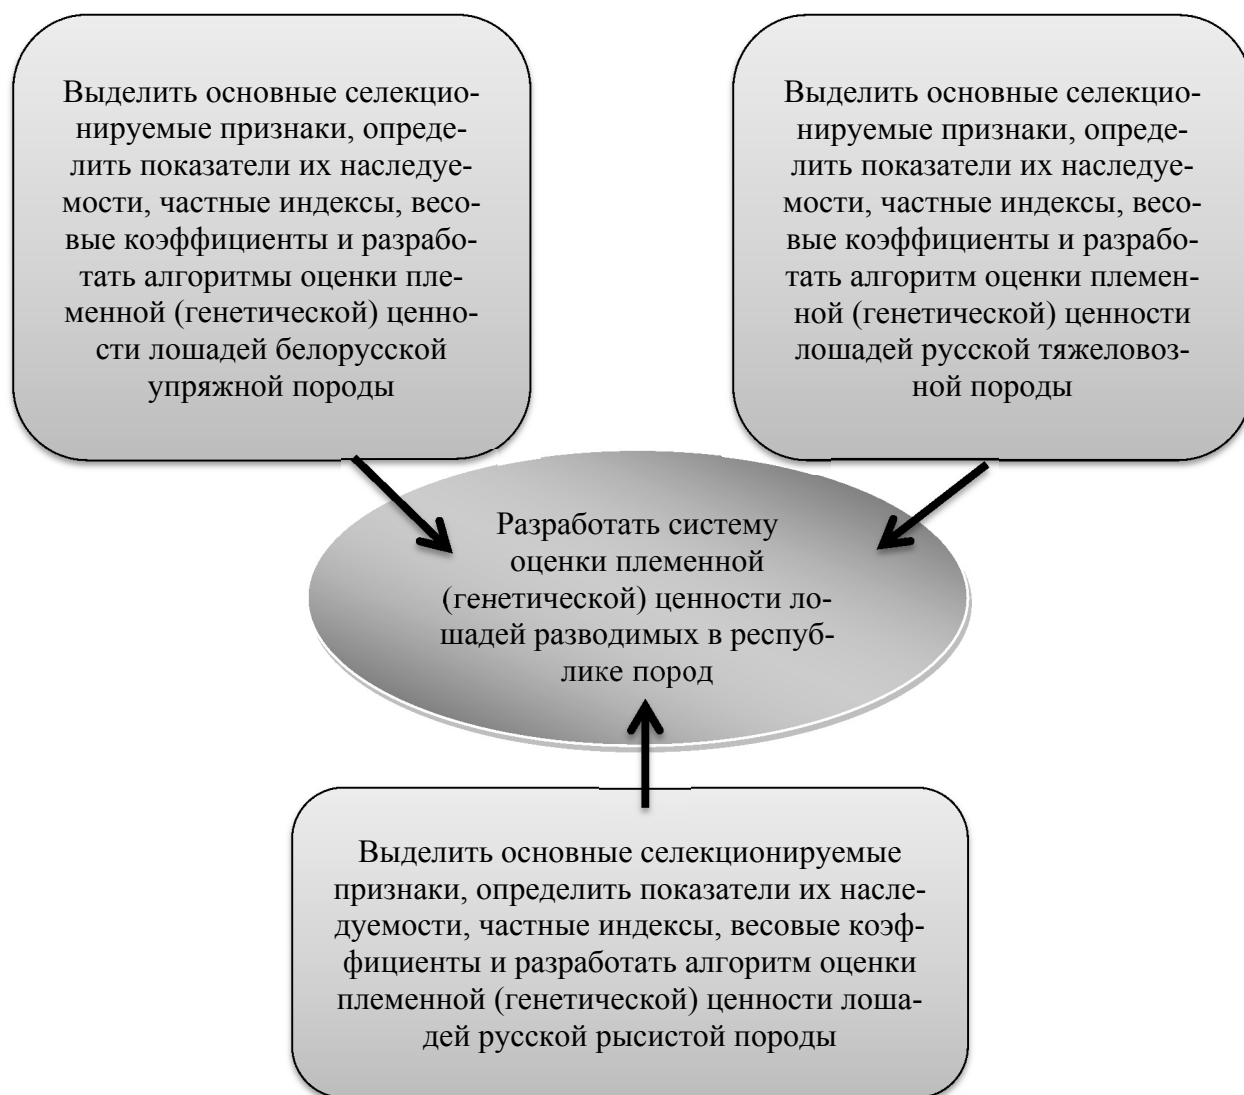 Выделить основные селекцио-
нируемые признаки, опреде-
лить показатели их наследуе-
мости, частные индексы, весо-
вые коэффициенты и разрабо-
тать алгоритмы оценки пле-
менной (генетической) ценно-
сти лошадей белорусской
упряжной породы
Выделить основные селекцио-
нируемые признаки, опреде-
лить показатели их наследуе-
мости, частные индексы, весо-
вые коэффициенты и разрабо-
тать алгоритм оценки племен-
ной (генетической) ценности
лошадей русской тяжеловоз-
ной породы
Разработать систему
оценки племенной
(генетической) ценности ло-
шадей разводимых в респуб-
лике пород
Выделить основные селекционируемые
признаки, определить показатели их насле-
дуемости, частные индексы, весовые коэф-
фициенты и разработать алгоритм оценки
племенной (генетической) ценности лоша-
дей русской рысистой породы